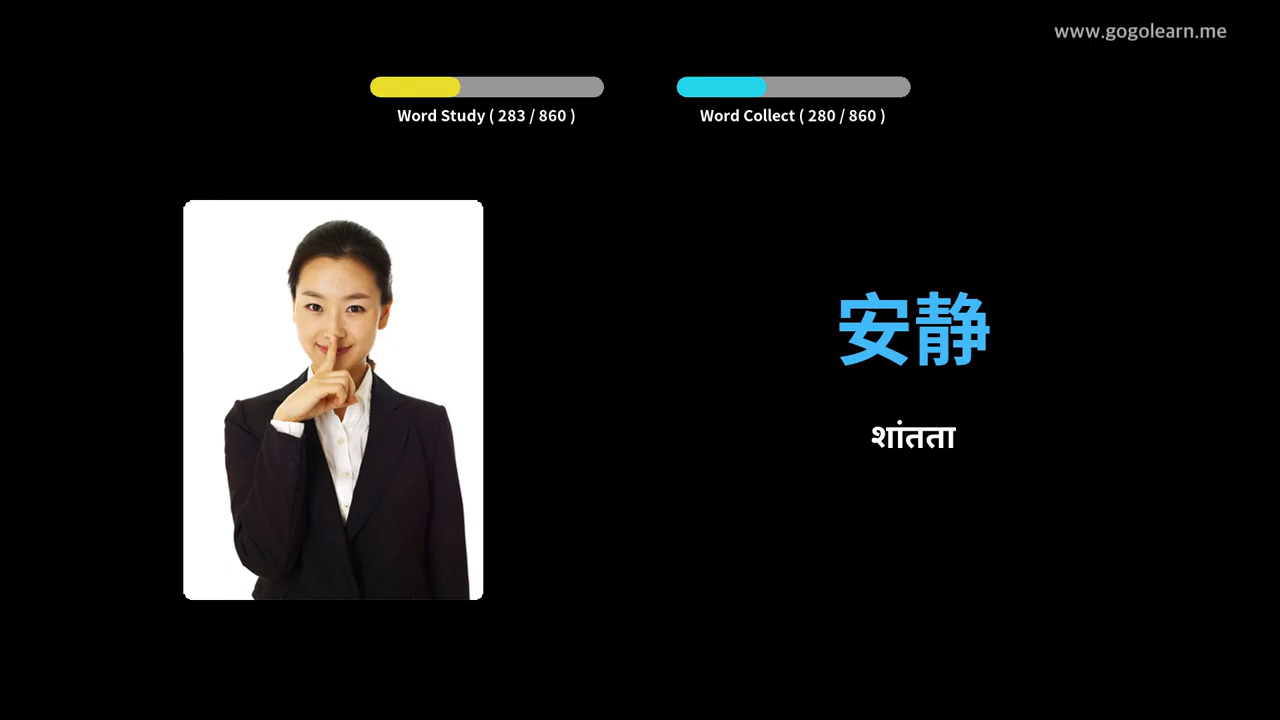 www.gogolearn.me
Word Study ( 283 / 860 )
Word Collect ( 280 / 860 )
安静
शांतता